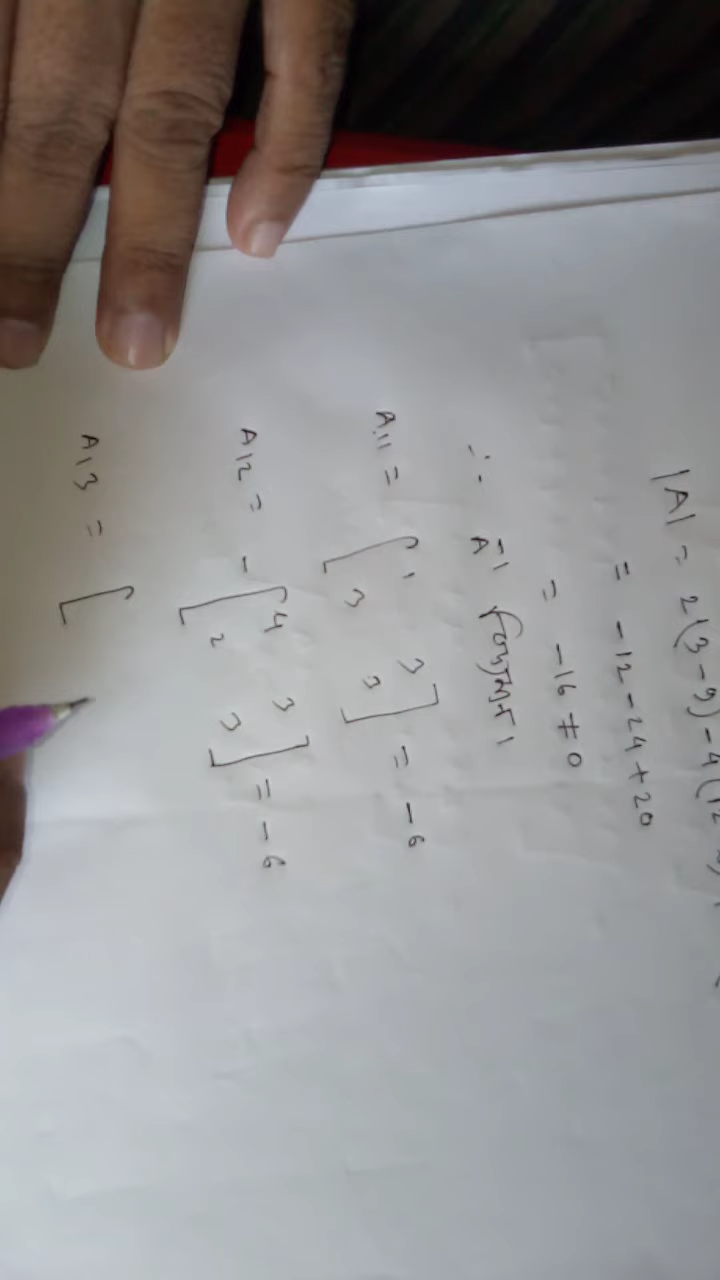 |A| = 2(3-9)-4(12
= -12-24+20
= -16 ≠ 0
∴ A⁻¹ বিদ্যমান।
A11 = [1 3
3 3] = -6
A12 = -[4 3
2 3] = -6
A13 = [